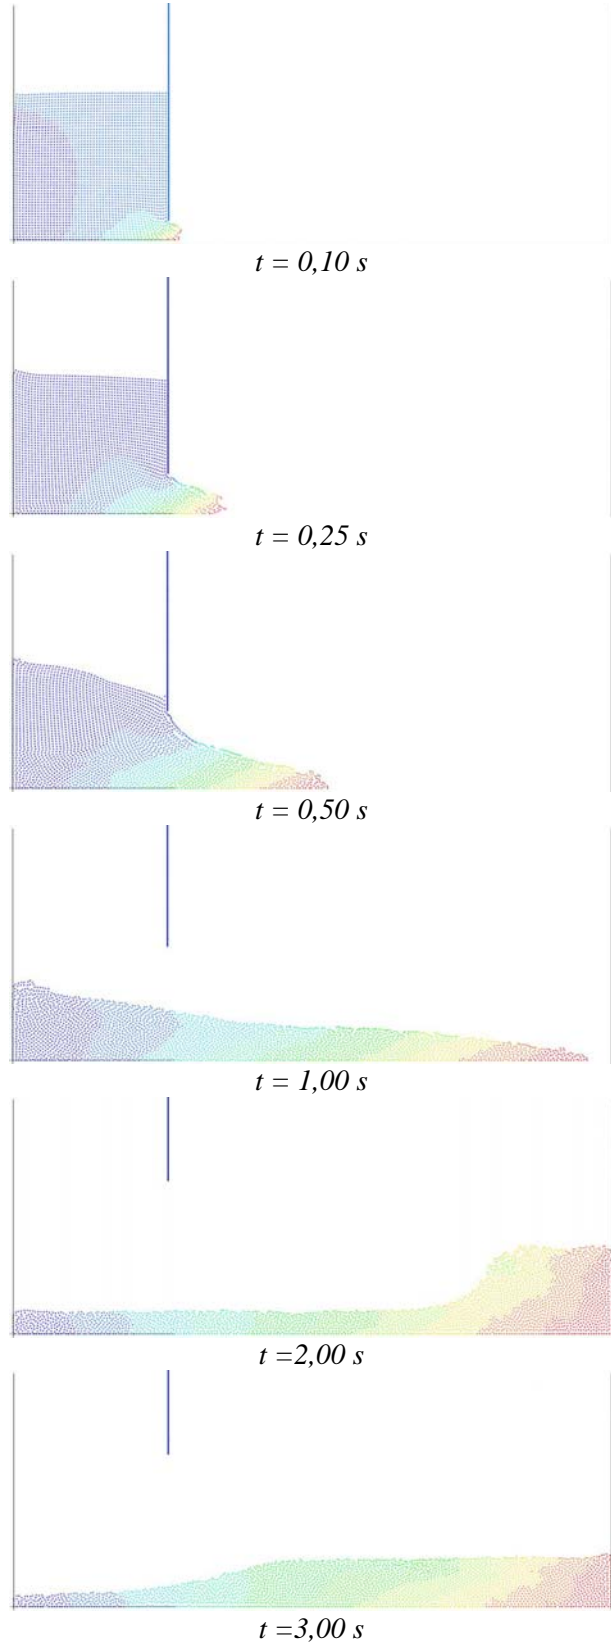 t = 0,10 s
t = 0,25 s
t = 0,50 s
t = 1,00 s
t =2,00 s
t =3,00 s